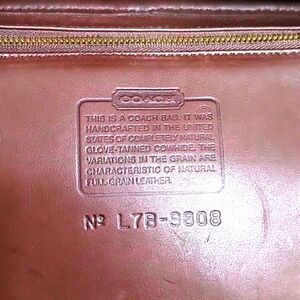 COACH
THIS IS A COACH BAG. IT WAS
HANDCRAFTED IN THE UNITED
STATES OF COMPLETELY NATURAL
GLOVE-TANNED COWHIDE. THE
VARIATIONS IN THE GRAIN ARE
CHARACTERISTIC OF NATURAL
FULL GRAIN LEATHER.
Nº L7B-9808